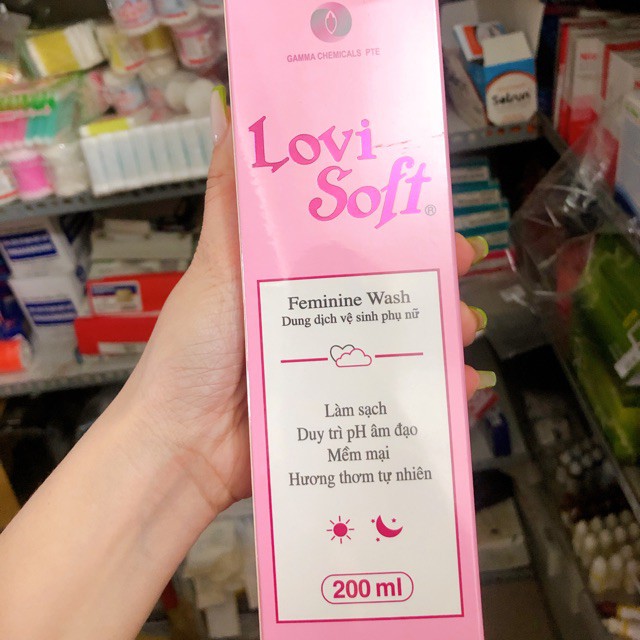 GAMMA CHEMICALS PTE
Lovi
Soft®
Feminine Wash
Dung dịch vệ sinh phụ nữ
Làm sạch
Duy trì pH âm đạo
Mềm mại
Hương thơm tự nhiên
200 ml